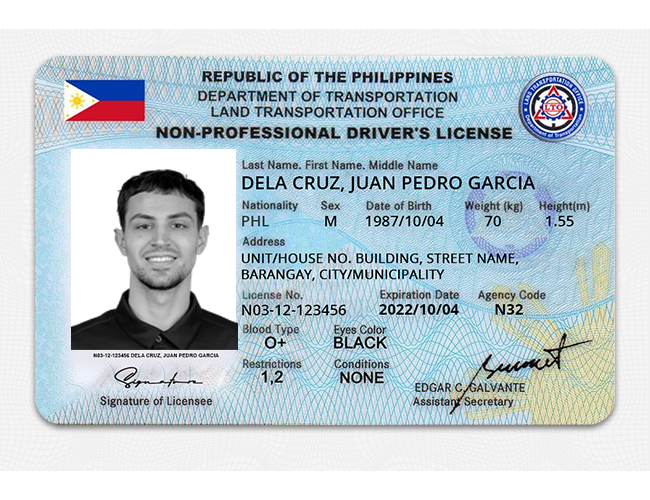 REPUBLIC OF THE PHILIPPINES
DEPARTMENT OF TRANSPORTATION
LAND TRANSPORTATION OFFICE
NON-PROFESSIONAL DRIVER'S LICENSE
LAND TRANSPORTATION OFFICE
LTO
Department of Transportation
Last Name. First Name. Middle Name
DELA CRUZ, JUAN PEDRO GARCIA
Nationality Sex Date of Birth Weight (kg) Height(m)
PHL M 1987/10/04 70 1.55
Address
UNIT/HOUSE NO. BUILDING, STREET NAME,
BARANGAY, CITY/MUNICIPALITY
License No. Expiration Date Agency Code
N03-12-123456 2022/10/04 N32
Blood Type Eyes Color
O+ BLACK
Restrictions Conditions
1,2 NONE
N03-12-123456 DELA CRUZ, JUAN PEDRO GARCIA
Signature
Signature of Licensee
EDGAR C. GALVANTE
Assistant Secretary